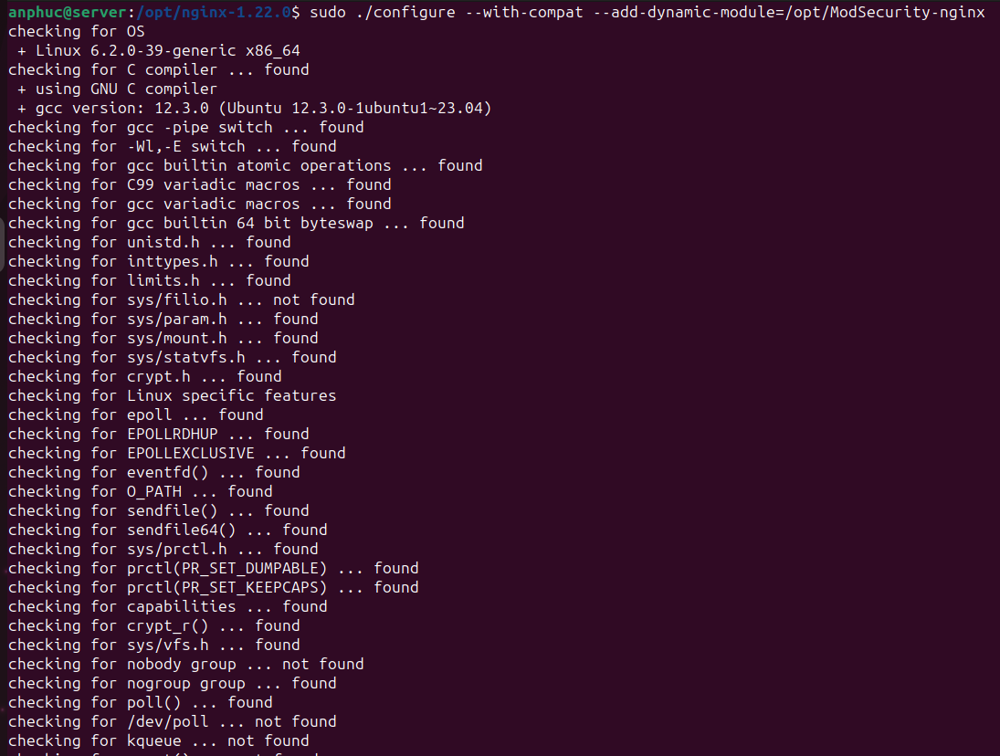 anphuc@server:/opt/nginx-1.22.0$ sudo ./configure --with-compat --add-dynamic-module=/opt/ModSecurity-nginx
checking for OS
 + Linux 6.2.0-39-generic x86_64
checking for C compiler ... found
 + using GNU C compiler
 + gcc version: 12.3.0 (Ubuntu 12.3.0-1ubuntu1~23.04)
checking for gcc -pipe switch ... found
checking for -Wl,-E switch ... found
checking for gcc builtin atomic operations ... found
checking for C99 variadic macros ... found
checking for gcc variadic macros ... found
checking for gcc builtin 64 bit byteswap ... found
checking for unistd.h ... found
checking for inttypes.h ... found
checking for limits.h ... found
checking for sys/filio.h ... not found
checking for sys/param.h ... found
checking for sys/mount.h ... found
checking for sys/statvfs.h ... found
checking for crypt.h ... found
checking for Linux specific features
checking for epoll ... found
checking for EPOLLRDHUP ... found
checking for EPOLLEXCLUSIVE ... found
checking for eventfd() ... found
checking for O_PATH ... found
checking for sendfile() ... found
checking for sendfile64() ... found
checking for sys/prctl.h ... found
checking for prctl(PR_SET_DUMPABLE) ... found
checking for prctl(PR_SET_KEEPCAPS) ... found
checking for capabilities ... found
checking for crypt_r() ... found
checking for sys/vfs.h ... found
checking for nobody group ... not found
checking for nogroup group ... found
checking for poll() ... found
checking for /dev/poll ... not found
checking for kqueue ... not found